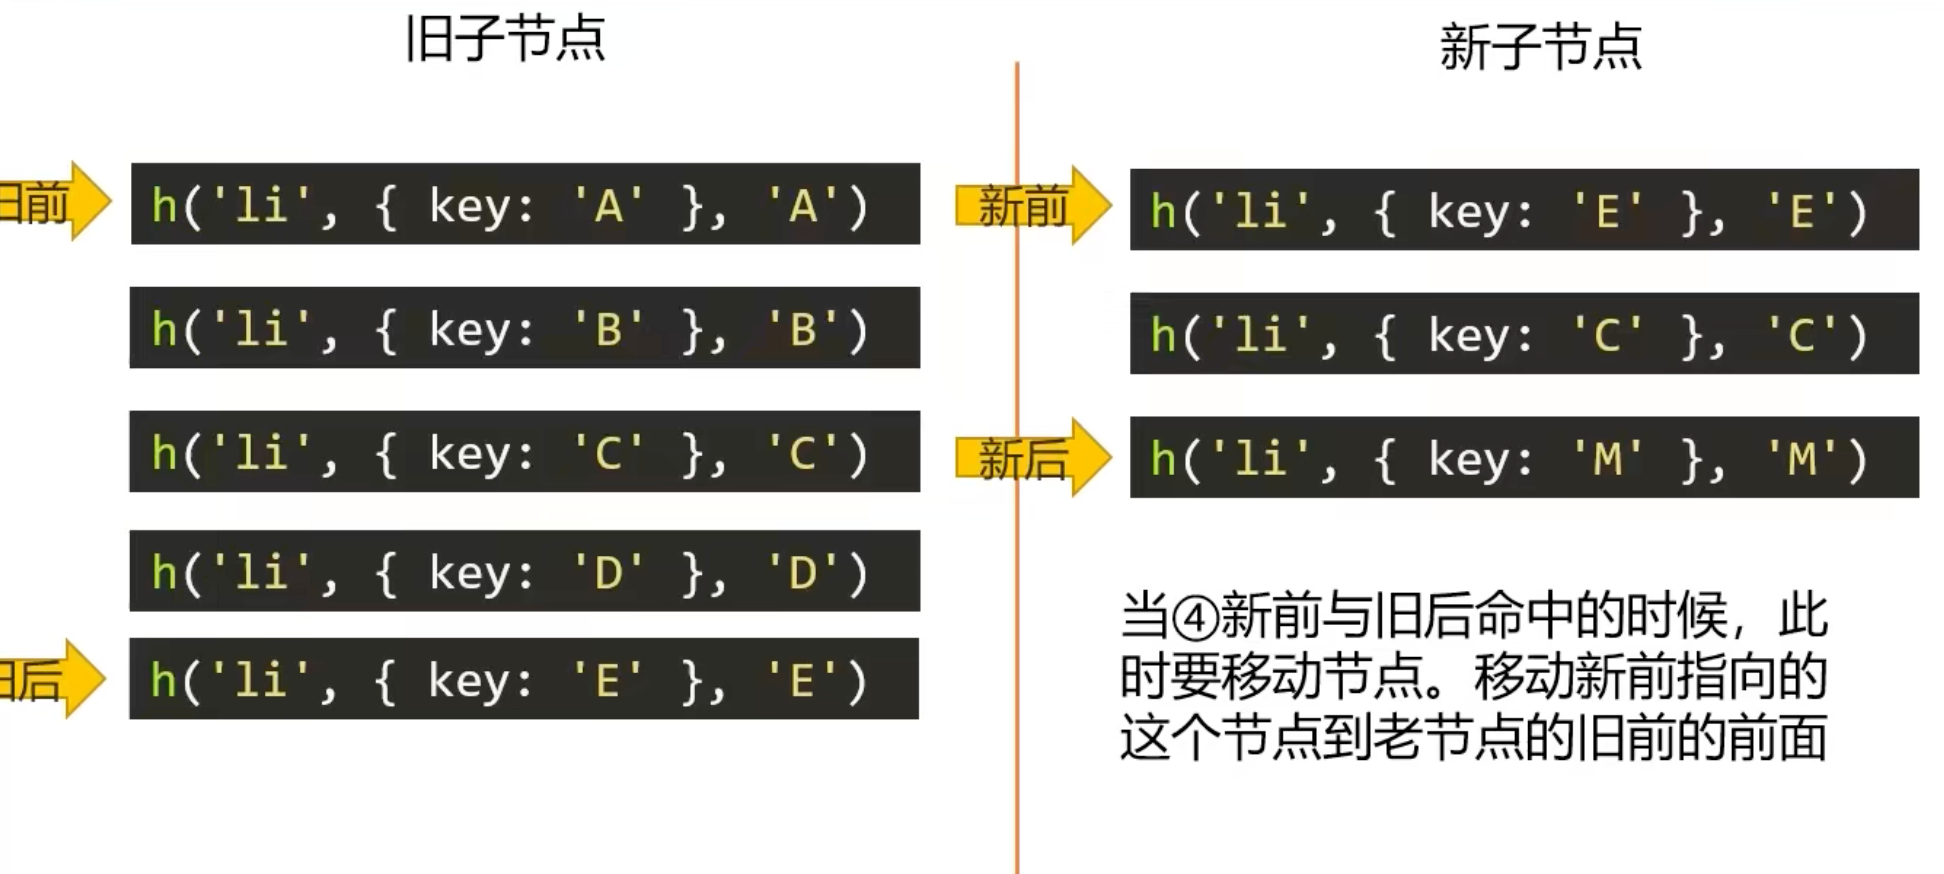 旧子节点
新子节点
旧前
h('li', { key: 'A' }, 'A')
h('li', { key: 'B' }, 'B')
h('li', { key: 'C' }, 'C')
h('li', { key: 'D' }, 'D')
旧后
h('li', { key: 'E' }, 'E')
新前
h('li', { key: 'E' }, 'E')
h('li', { key: 'C' }, 'C')
新后
h('li', { key: 'M' }, 'M')
当④新前与旧后命中的时候，此
时要移动节点。移动新前指向的
这个节点到老节点的旧前的前面